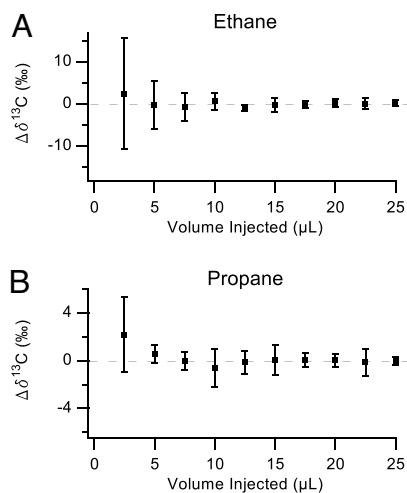 A
Ethane
Δδ¹³C (‰)
10
0
-10
0 5 10 15 20 25
Volume Injected (µL)
B
Propane
Δδ¹³C (‰)
4
0
-4
0 5 10 15 20 25
Volume Injected (µL)